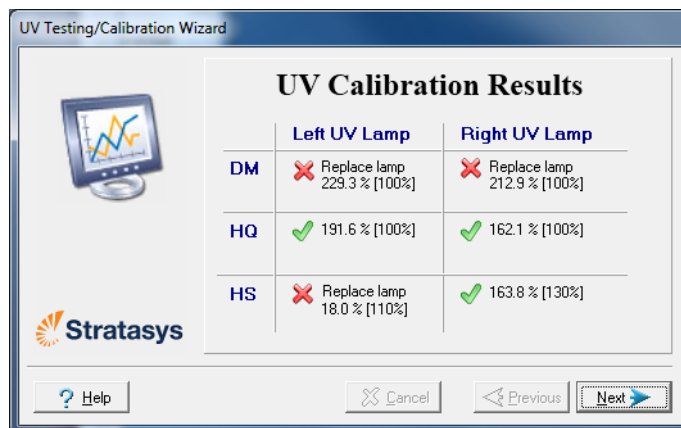 UV Testing/Calibration Wizard
UV Calibration Results
Left UV Lamp
Right UV Lamp
DM
Replace lamp
229.3 % [100%]
Replace lamp
212.9 % [100%]
HQ
191.6 % [100%]
162.1 % [100%]
HS
Replace lamp
18.0 % [110%]
163.8 % [130%]
Stratasys
? Help
Cancel
Previous
Next